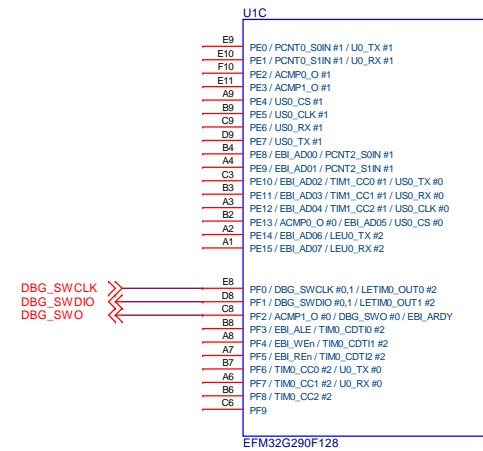 U1C
E9 PE0 / PCNT0_S0IN #1 / U0_TX #1
E10 PE1 / PCNT0_S1IN #1 / U0_RX #1
F10 PE2 / ACMP0_O #1
E11 PE3 / ACMP1_O #1
A9 PE4 / US0_CS #1
B9 PE5 / US0_CLK #1
C9 PE6 / US0_RX #1
D9 PE7 / US0_TX #1
B4 PE8 / EBI_AD00 / PCNT2_S0IN #1
A4 PE9 / EBI_AD01 / PCNT2_S1IN #1
C3 PE10 / EBI_AD02 / TIM1_CC0 #1 / US0_TX #0
B3 PE11 / EBI_AD03 / TIM1_CC1 #1 / US0_RX #0
A3 PE12 / EBI_AD04 / TIM1_CC2 #1 / US0_CLK #0
B2 PE13 / ACMP0_O #0 / EBI_AD05 / US0_CS #0
A2 PE14 / EBI_AD06 / LEU0_TX #2
A1 PE15 / EBI_AD07 / LEU0_RX #2
DBG_SWCLK E8 PF0 / DBG_SWCLK #0,1 / LETIM0_OUT0 #2
DBG_SWDIO D8 PF1 / DBG_SWDIO #0,1 / LETIM0_OUT1 #2
DBG_SWO C8 PF2 / ACMP1_O #0 / DBG_SWO #0 / EBI_ARDY
B8 PF3 / EBI_ALE / TIM0_CDTI0 #2
A8 PF4 / EBI_WEn / TIM0_CDTI1 #2
A7 PF5 / EBI_REn / TIM0_CDTI2 #2
B7 PF6 / TIM0_CC0 #2 / U0_TX #0
A6 PF7 / TIM0_CC1 #2 / U0_RX #0
B6 PF8 / TIM0_CC2 #2
C6 PF9
EFM32G290F128